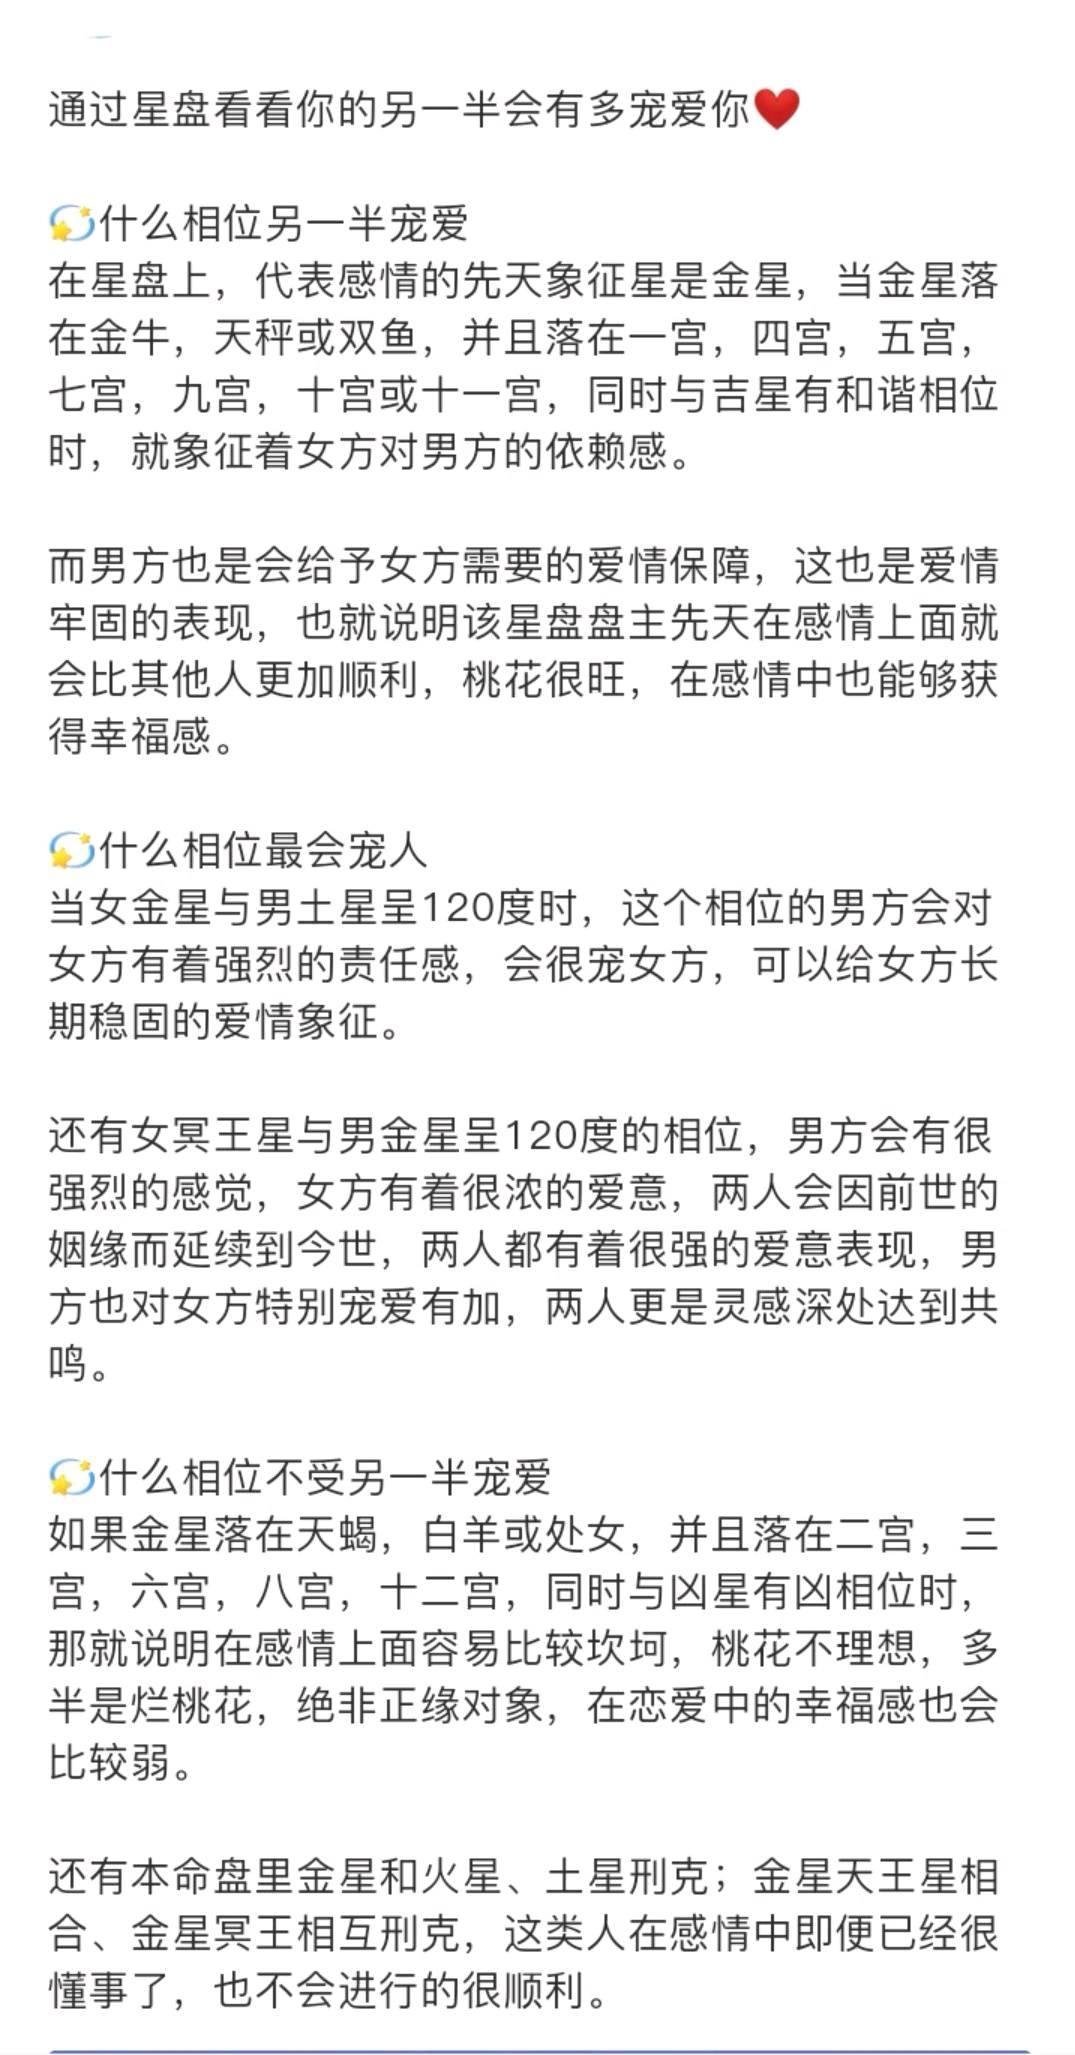 通过星盘看看你的另一半会有多宠爱你❤️
💫什么相位另一半宠爱
在星盘上，代表感情的先天象征星是金星，当金星落
在金牛，天秤或双鱼，并且落在一宫，四宫，五宫，
七宫，九宫，十宫或十一宫，同时与吉星有和谐相位
时，就象征着女方对男方的依赖感。
而男方也是会给予女方需要的爱情保障，这也是爱情
牢固的表现，也就说明该星盘盘主先天在感情上面就
会比其他人更加顺利，桃花很旺，在感情中也能够获
得幸福感。
💫什么相位最会宠人
当女金星与男土星呈120度时，这个相位的男方会对
女方有着强烈的责任感，会很宠女方，可以给女方长
期稳固的爱情象征。
还有女冥王星与男金星呈120度的相位，男方会有很
强烈的感觉，女方有着很浓的爱意，两人会因前世的
姻缘而延续到今世，两人都有着很强的爱意表现，男
方也对女方特别宠爱有加，两人更是灵感深处达到共
鸣。
💫什么相位不受另一半宠爱
如果金星落在天蝎，白羊或处女，并且落在二宫，三
宫，六宫，八宫，十二宫，同时与凶星有凶相位时，
那就说明在感情上面容易比较坎坷，桃花不理想，多
半是烂桃花，绝非正缘对象，在恋爱中的幸福感也会
比较弱。
还有本命盘里金星和火星、土星刑克；金星天王星相
合、金星冥王相互刑克，这类人在感情中即便已经很
懂事了，也不会进行的很顺利。